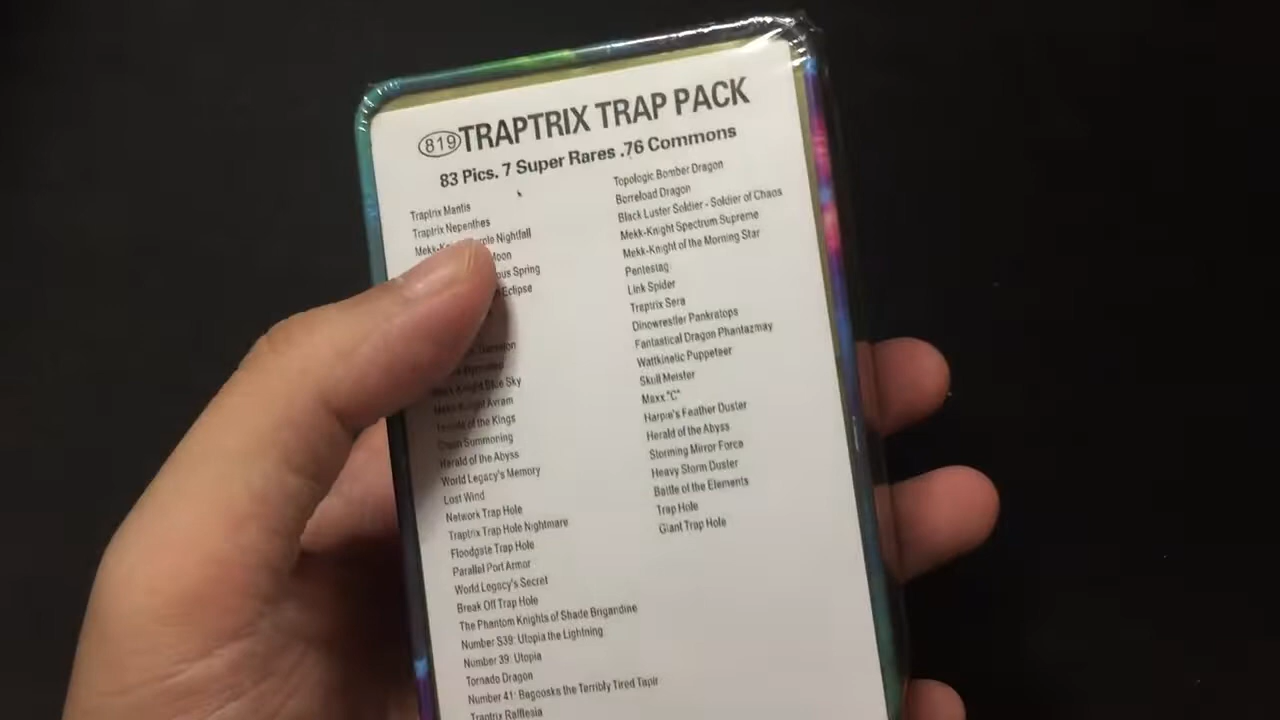 819 TRAPTRIX TRAP PACK
83 Pics. 7 Super Rares .76 Commons
Traptrix Mantis
Traptrix Nepenthes
Nightfall
Moon
Spring
Eclipse
Blue Sky
Avram
of the Kings
Summoning
Herald of the Abyss
World Legacy's Memory
Lost Wind
Network Trap Hole
Traptrix Trap Hole Nightmare
Floodgate Trap Hole
Parallel Port Armor
World Legacy's Secret
Break Off Trap Hole
The Phantom Knights of Shade Brigandine
Number S39: Utopia the Lightning
Number 39: Utopia
Tornado Dragon
Number 41: Bagooska the Terribly Tired Tapir
Traptrix Rafflesia
Topologic Bomber Dragon
Borreload Dragon
Black Luster Soldier - Soldier of Chaos
Mekk-Knight Spectrum Supreme
Mekk-Knight of the Morning Star
Pentestag
Link Spider
Traptrix Sera
Dinowrestler Pankratops
Fantastical Dragon Phantazmay
Wattkinetic Puppeteer
Skull Meister
Maxx "C"
Harpie's Feather Duster
Herald of the Abyss
Storming Mirror Force
Heavy Storm Duster
Battle of the Elements
Trap Hole
Giant Trap Hole